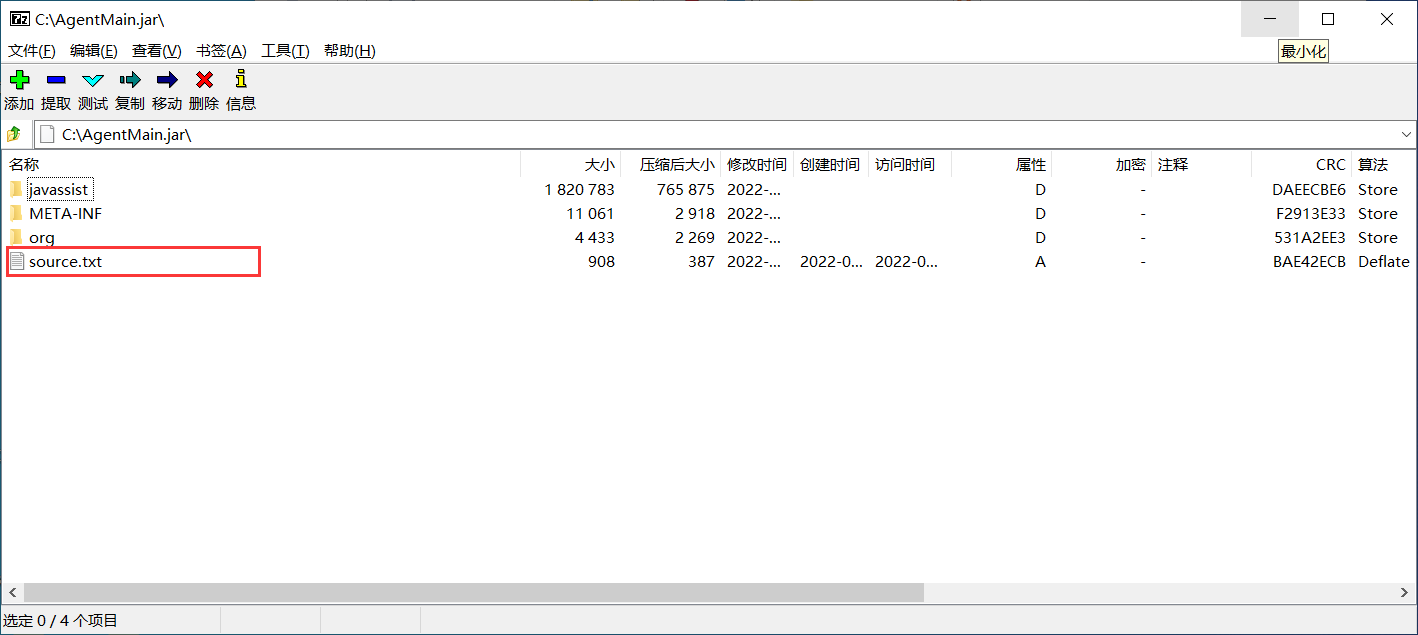 C:\AgentMain.jar\
文件(F) 编辑(E) 查看(V) 书签(A) 工具(T) 帮助(H)
最小化
添加 提取 测试 复制 移动 删除 信息
C:\AgentMain.jar\
名称 大小 压缩后大小 修改时间 创建时间 访问时间 属性 加密 注释 CRC 算法
javassist 1 820 783 765 875 2022-... D - DAEECBE6 Store
META-INF 11 061 2 918 2022-... D - F2913E33 Store
org 4 433 2 269 2022-... D - 531A2EE3 Store
source.txt 908 387 2022-... 2022-0... 2022-0... A - BAE42ECB Deflate
选定 0 / 4 个项目